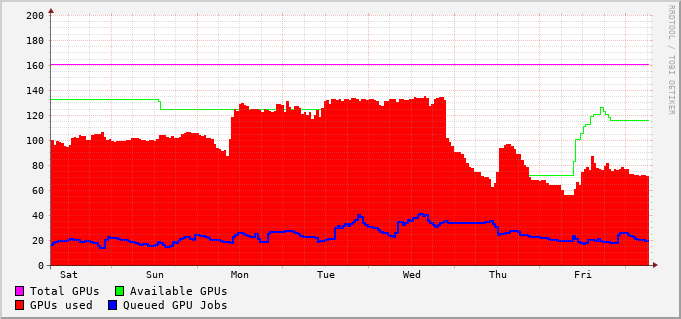 200
180
160
140
120
100
80
60
40
20
0
Sat Sun Mon Tue Wed Thu Fri
Total GPUs Available GPUs
GPUs used Queued GPU Jobs
RRDTOOL / TOBI OETIKER